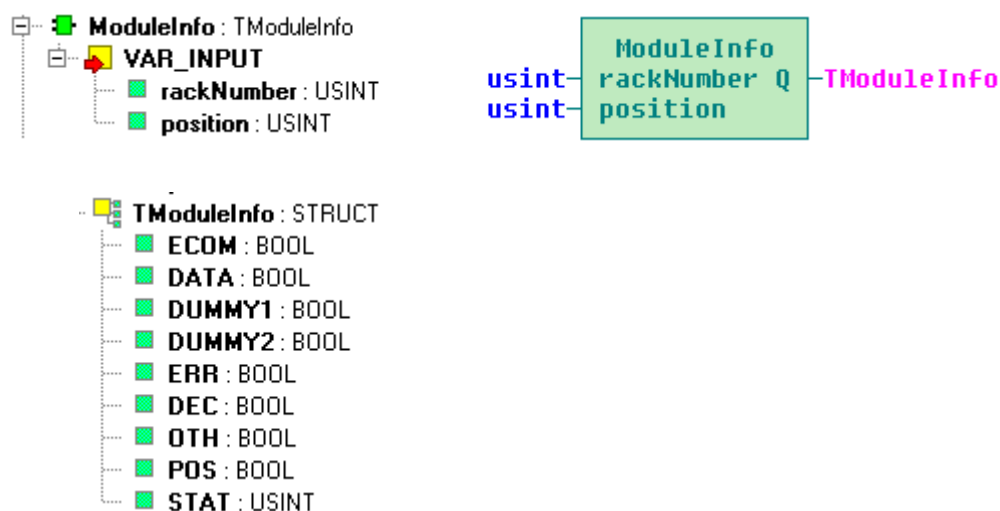 ModuleInfo : TModuleInfo
VAR_INPUT
rackNumber : USINT
position : USINT
ModuleInfo
usint rackNumber Q TModuleInfo
usint position
TModuleInfo : STRUCT
ECOM : BOOL
DATA : BOOL
DUMMY1 : BOOL
DUMMY2 : BOOL
ERR : BOOL
DEC : BOOL
OTH : BOOL
POS : BOOL
STAT : USINT